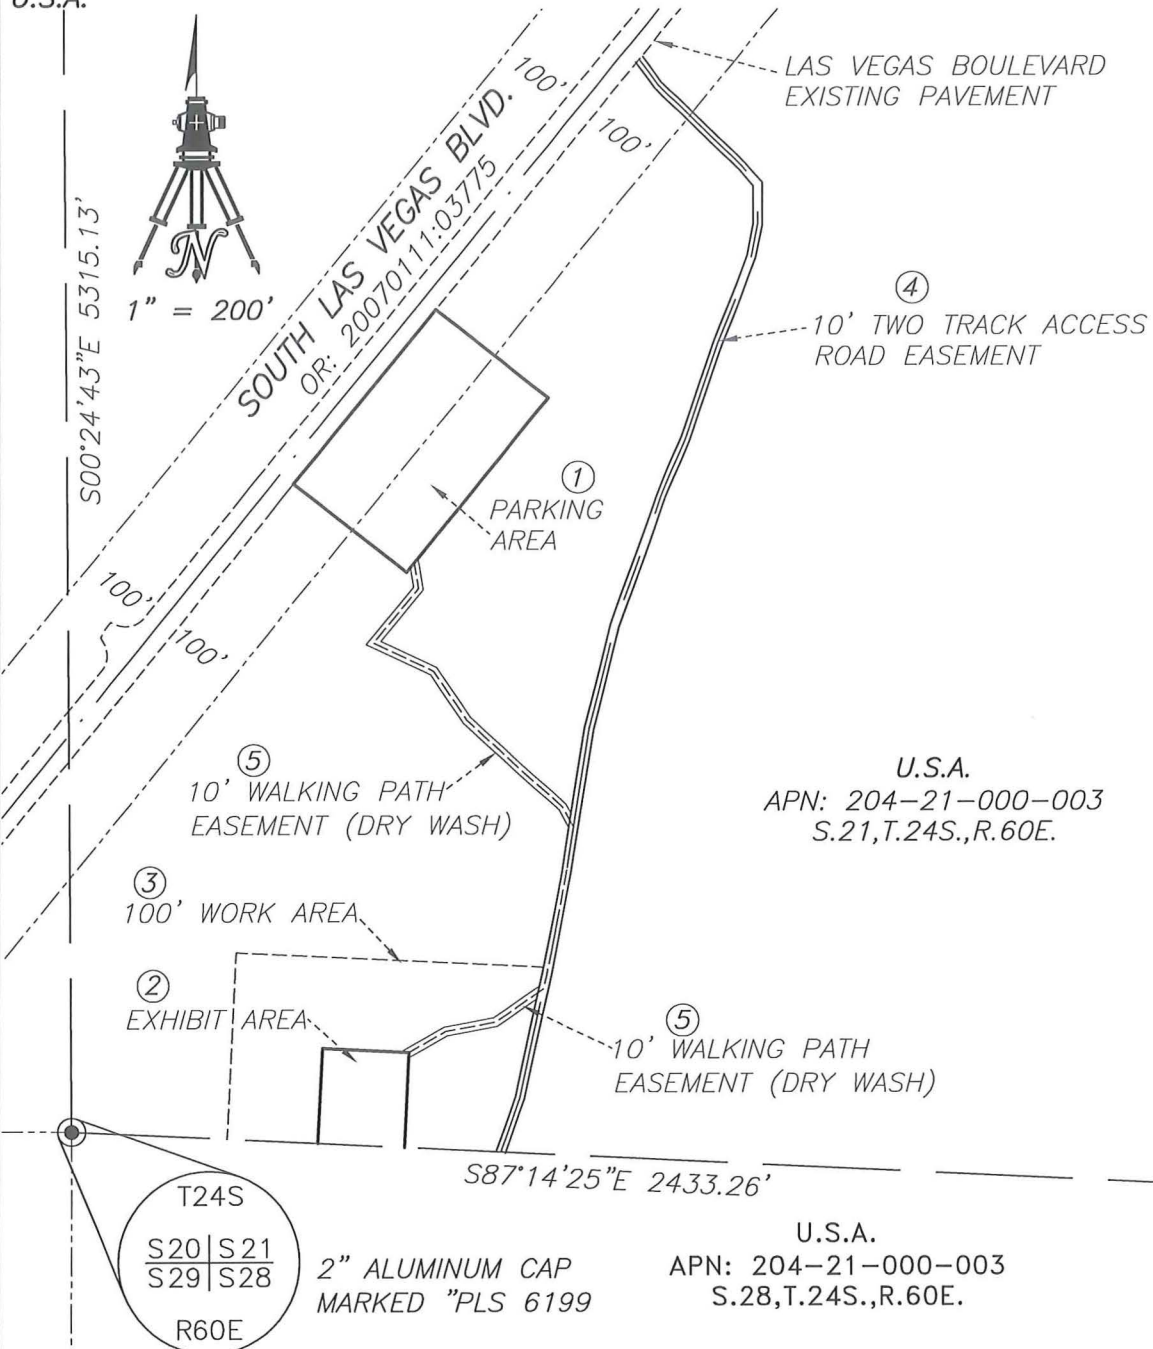 U.S.A.
N
1" = 200'
S00°24'43"E 5315.13'
SOUTH LAS VEGAS BLVD.
OR: 20070111:03775
100'
100'
LAS VEGAS BOULEVARD
EXISTING PAVEMENT
④
10' TWO TRACK ACCESS
ROAD EASEMENT
①
PARKING
AREA
100'
100'
⑤
10' WALKING PATH
EASEMENT (DRY WASH)
U.S.A.
APN: 204-21-000-003
S.21,T.24S.,R.60E.
③
100' WORK AREA
②
EXHIBIT AREA
⑤
10' WALKING PATH
EASEMENT (DRY WASH)
S87°14'25"E 2433.26'
T24S
S20 S21
S29 S28
R60E
2" ALUMINUM CAP
MARKED "PLS 6199
U.S.A.
APN: 204-21-000-003
S.28,T.24S.,R.60E.